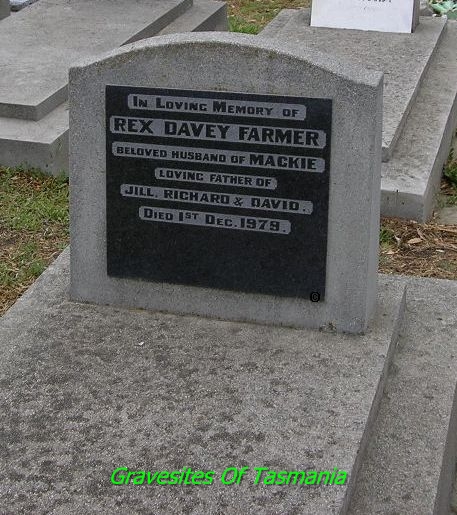 In Loving Memory of
REX DAVEY FARMER
BELOVED HUSBAND OF MACKIE
LOVING FATHER OF
JILL, RICHARD & DAVID.
DIED 1ST DEC. 1979.
Gravesites Of Tasmania